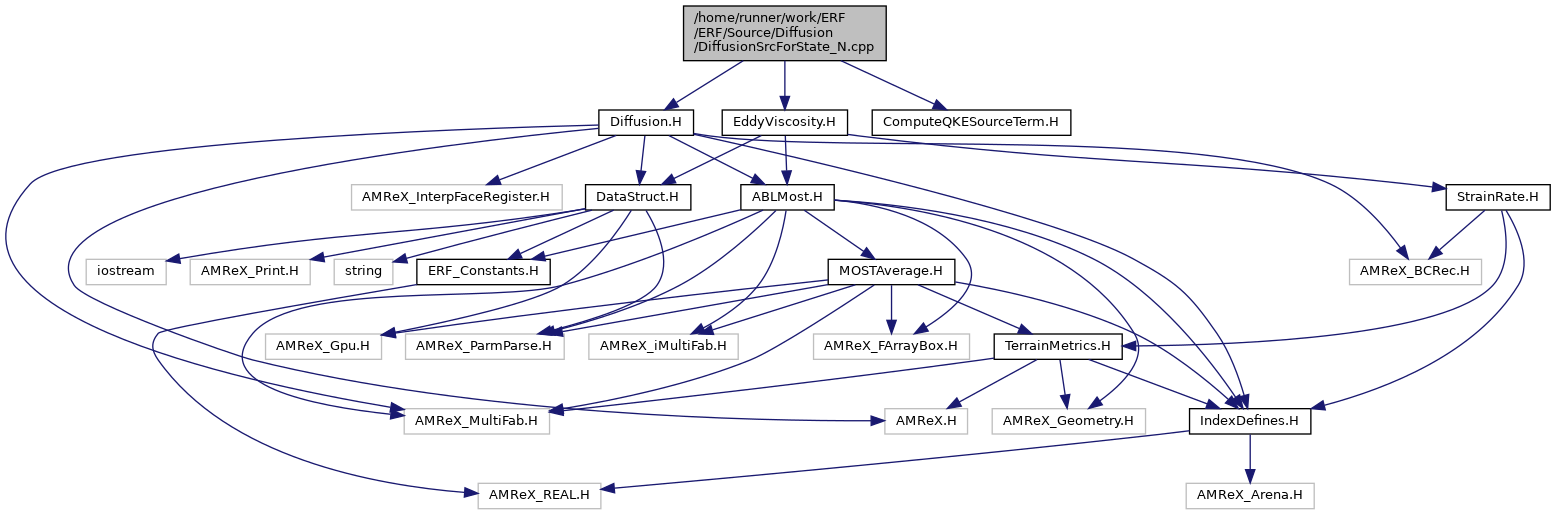 /home/runner/work/ERF
/ERF/Source/Diffusion
/DiffusionSrcForState_N.cpp
Diffusion.H
EddyViscosity.H
ComputeQKESourceTerm.H
AMReX_InterpFaceRegister.H
DataStruct.H
ABLMost.H
StrainRate.H
iostream
AMReX_Print.H
string
ERF_Constants.H
MOSTAverage.H
AMReX_BCRec.H
AMReX_Gpu.H
AMReX_ParmParse.H
AMReX_iMultiFab.H
AMReX_FArrayBox.H
TerrainMetrics.H
AMReX_MultiFab.H
AMReX.H
AMReX_Geometry.H
IndexDefines.H
AMReX_REAL.H
AMReX_Arena.H